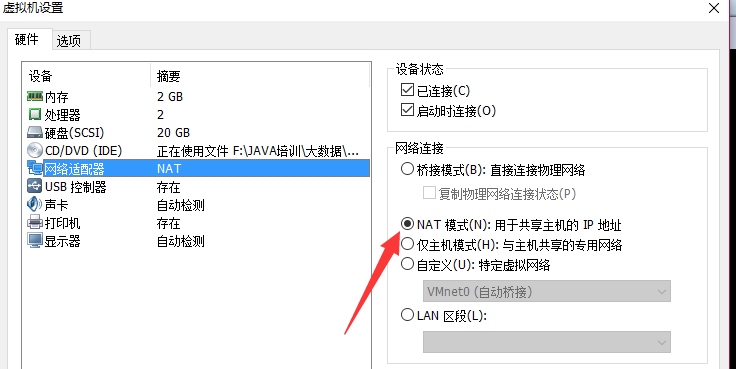 虚拟机设置
硬件 选项
设备 摘要
内存 2 GB
处理器 2
硬盘(SCSI) 20 GB
CD/DVD (IDE) 正在使用文件 F:\JAVA培训\大数据\...
网络适配器 NAT
USB 控制器 存在
声卡 自动检测
打印机 存在
显示器 自动检测
设备状态
已连接(C)
启动时连接(O)
网络连接
桥接模式(B): 直接连接物理网络
复制物理网络连接状态(P)
NAT 模式(N): 用于共享主机的 IP 地址
仅主机模式(H): 与主机共享的专用网络
自定义(U): 特定虚拟网络
VMnet0 (自动桥接)
LAN 区段(L):